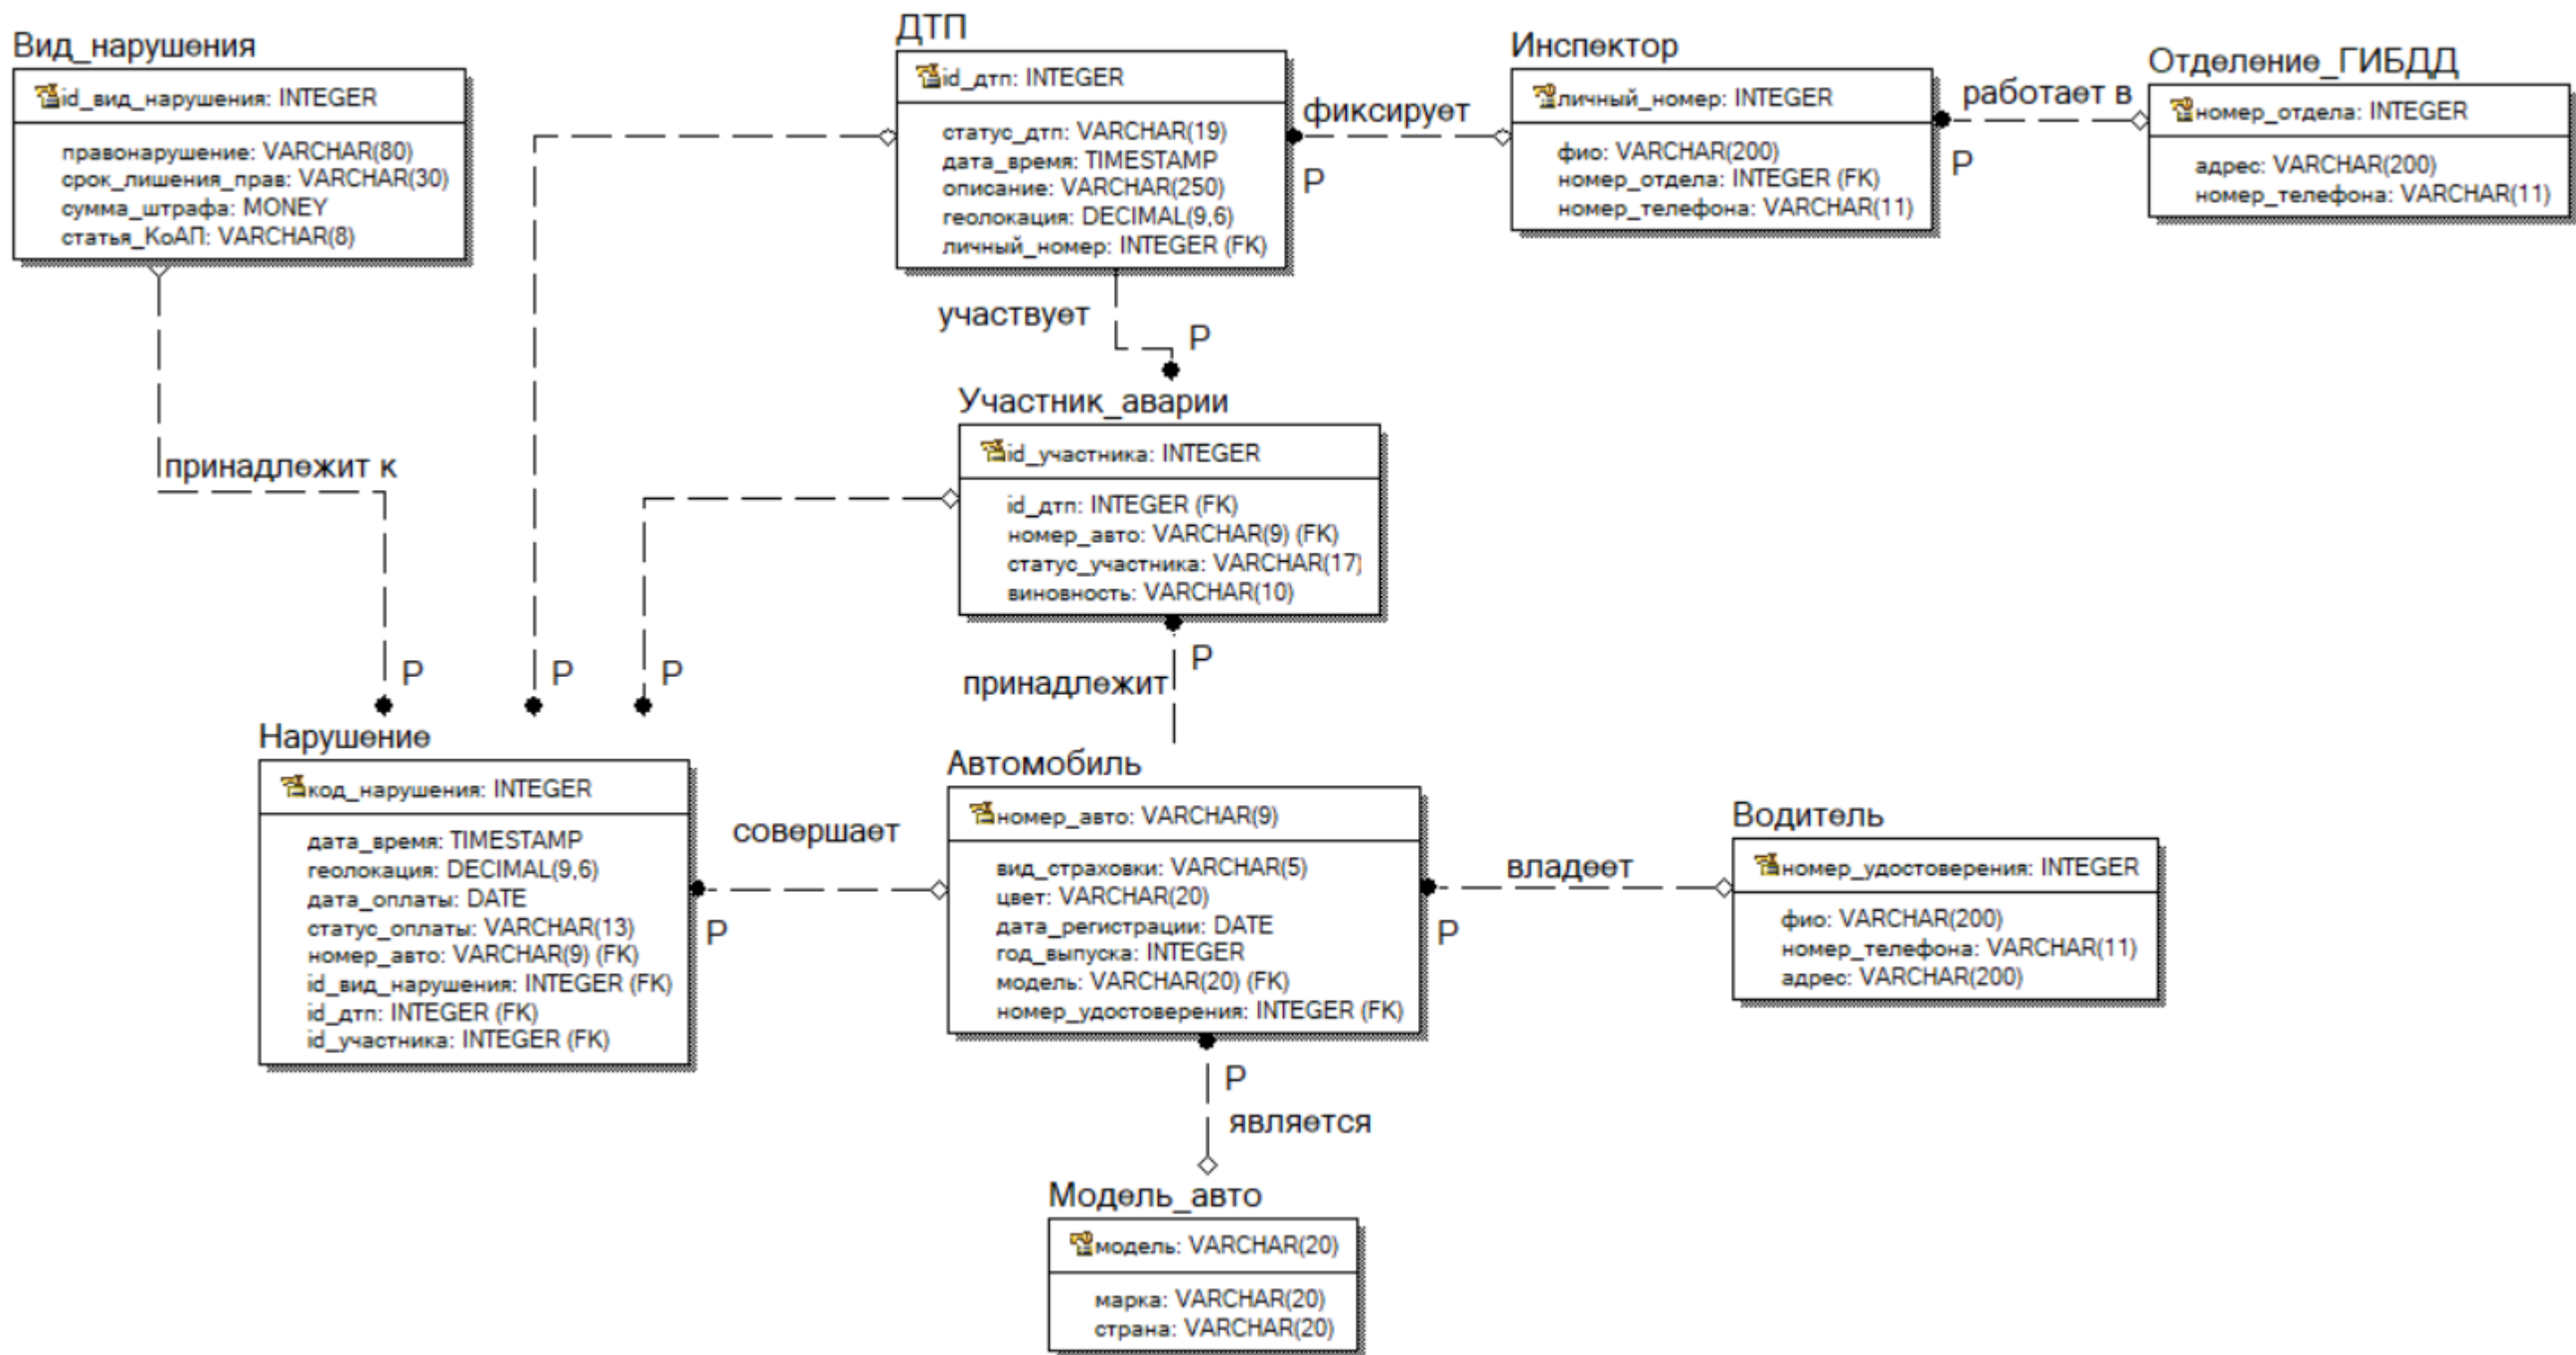 Вид_нарушения
id_вид_нарушения: INTEGER
правонарушение: VARCHAR(80)
срок_лишения_прав: VARCHAR(30)
сумма_штрафа: MONEY
статья_КоАП: VARCHAR(8)
ДТП
id_дтп: INTEGER
статус_дтп: VARCHAR(19)
дата_время: TIMESTAMP
описание: VARCHAR(250)
геолокация: DECIMAL(9,6)
личный_номер: INTEGER (FK)
фиксирует
P
Инспектор
личный_номер: INTEGER
фио: VARCHAR(200)
номер_отдела: INTEGER (FK)
номер_телефона: VARCHAR(11)
работает в
P
Отделение_ГИБДД
номер_отдела: INTEGER
адрес: VARCHAR(200)
номер_телефона: VARCHAR(11)
участвует
P
принадлежит к
P
P
P
Участник_аварии
id_участника: INTEGER
id_дтп: INTEGER (FK)
номер_авто: VARCHAR(9) (FK)
статус_участника: VARCHAR(17)
виновность: VARCHAR(10)
P
принадлежит
Нарушение
код_нарушения: INTEGER
дата_время: TIMESTAMP
геолокация: DECIMAL(9,6)
дата_оплаты: DATE
статус_оплаты: VARCHAR(13)
номер_авто: VARCHAR(9) (FK)
id_вид_нарушения: INTEGER (FK)
id_дтп: INTEGER (FK)
id_участника: INTEGER (FK)
совершает
P
Автомобиль
номер_авто: VARCHAR(9)
вид_страховки: VARCHAR(5)
цвет: VARCHAR(20)
дата_регистрации: DATE
год_выпуска: INTEGER
модель: VARCHAR(20) (FK)
номер_удостоверения: INTEGER (FK)
владеет
P
Водитель
номер_удостоверения: INTEGER
фио: VARCHAR(200)
номер_телефона: VARCHAR(11)
адрес: VARCHAR(200)
P
является
Модель_авто
модель: VARCHAR(20)
марка: VARCHAR(20)
страна: VARCHAR(20)